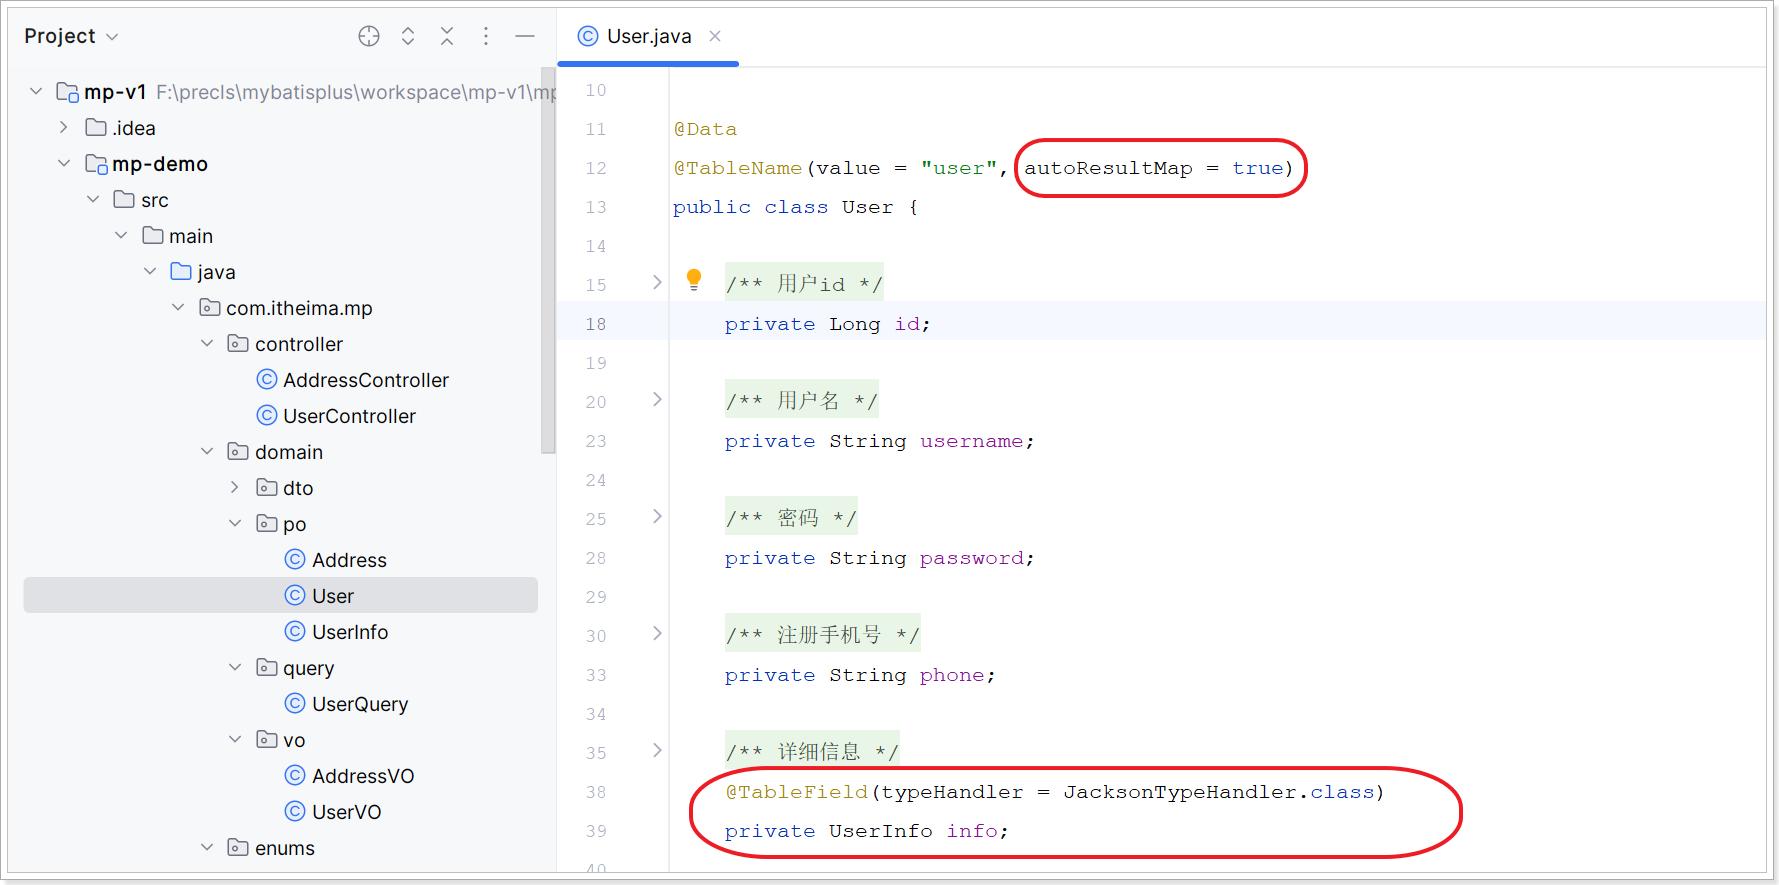 Project
mp-v1 F:\precls\mybatisplus\workspace\mp-v1\mp
.idea
mp-demo
src
main
java
com.itheima.mp
controller
AddressController
UserController
domain
dto
po
Address
User
UserInfo
query
UserQuery
vo
AddressVO
UserVO
enums
User.java
10
11 @Data
12 @TableName(value = "user", autoResultMap = true)
13 public class User {
14
15 /** 用户id */
18 private Long id;
19
20 /** 用户名 */
23 private String username;
24
25 /** 密码 */
28 private String password;
29
30 /** 注册手机号 */
33 private String phone;
34
35 /** 详细信息 */
38 @TableField(typeHandler = JacksonTypeHandler.class)
39 private UserInfo info;
40